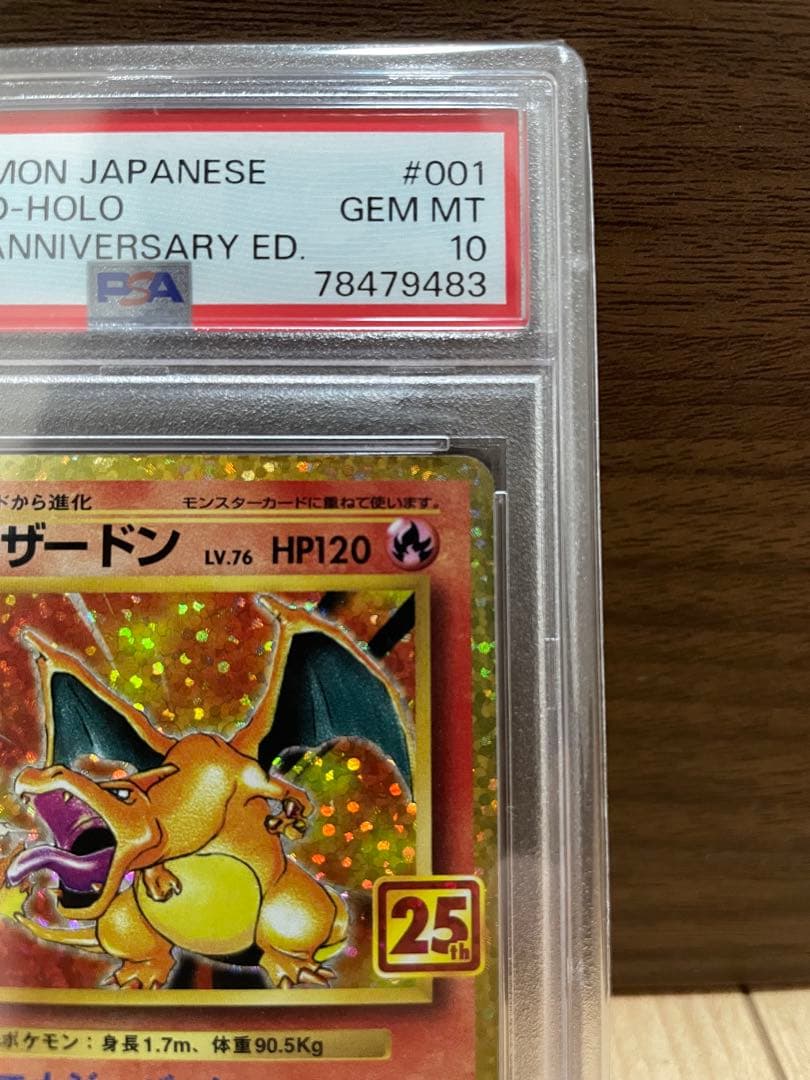 MON JAPANESE #001
-HOLO GEM MT
ANNIVERSARY ED. 10
PSA 78479483
ドから進化 モンスターカードに重ねて使います。
ザードン LV.76 HP120
25th
ポケモン：身長1.7m、体重90.5Kg